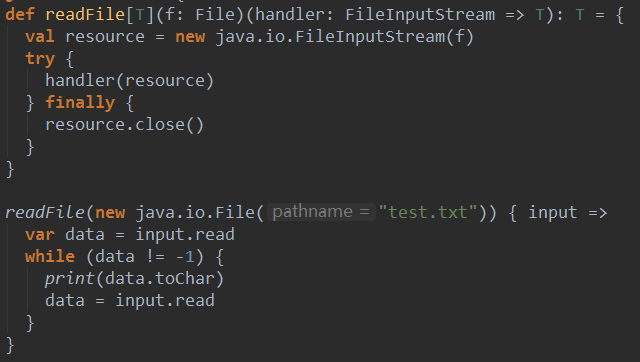 def readFile[T](f: File)(handler: FileInputStream => T): T = {
  val resource = new java.io.FileInputStream(f)
  try {
    handler(resource)
  } finally {
    resource.close()
  }
}

readFile(new java.io.File( pathname = "test.txt")) { input =>
  var data = input.read
  while (data != -1) {
    print(data.toChar)
    data = input.read
  }
}